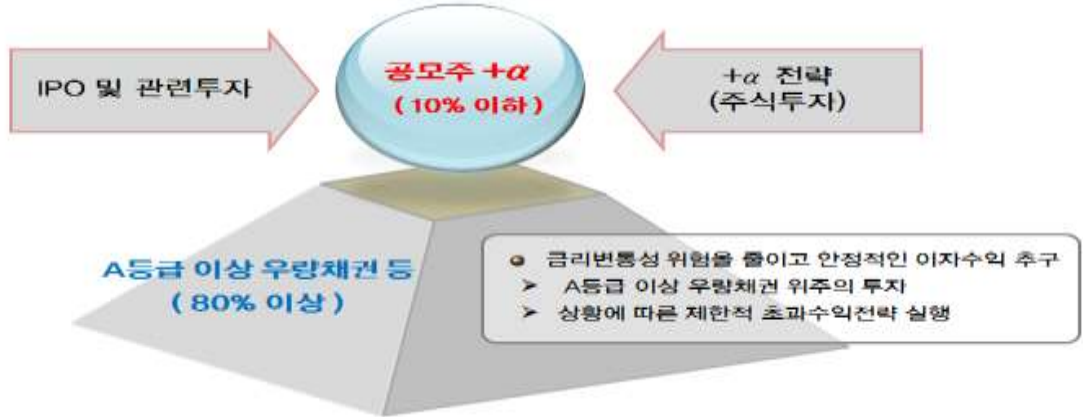 IPO 및 관련투자
공모주 +α
( 10% 이하 )
+α 전략
(주식투자)
A등급 이상 우량채권 등
( 80% 이상 )
● 금리변동성 위험을 줄이고 안정적인 이자수익 추구
➢ A등급 이상 우량채권 위주의 투자
➢ 상황에 따른 제한적 초과수익전략 실행